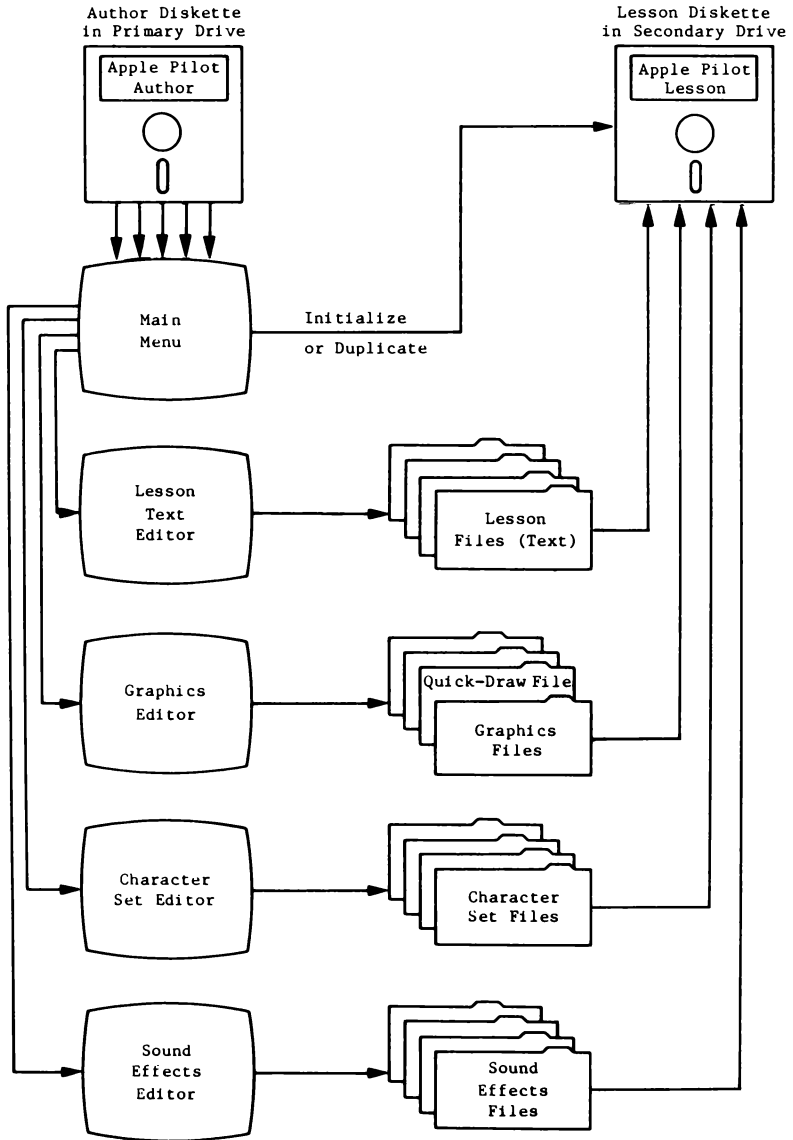 Author Diskette
in Primary Drive
Apple Pilot
Author
Lesson Diskette
in Secondary Drive
Apple Pilot
Lesson
Main
Menu
Initialize
or Duplicate
Lesson
Text
Editor
Lesson
Files (Text)
Graphics
Editor
Quick-Draw File
Graphics
Files
Character
Set Editor
Character
Set Files
Sound
Effects
Editor
Sound
Effects
Files